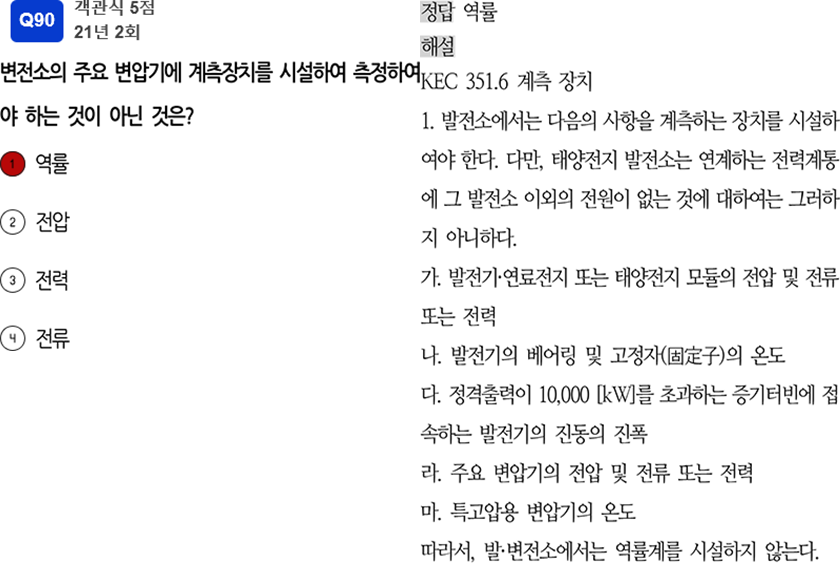 Q90
객관식 5점
21년 2회
변전소의 주요 변압기에 계측장치를 시설하여 측정하여
야 하는 것이 아닌 것은?
1 역률
2 전압
3 전력
4 전류
정답 역률
해설
KEC 351.6 계측 장치
1. 발전소에서는 다음의 사항을 계측하는 장치를 시설하
여야 한다. 다만, 태양전지 발전소는 연계하는 전력계통
에 그 발전소 이외의 전원이 없는 것에 대하여는 그러하
지 아니하다.
가. 발전기·연료전지 또는 태양전지 모듈의 전압 및 전류
또는 전력
나. 발전기의 베어링 및 고정자(固定子)의 온도
다. 정격출력이 10,000 [kW]를 초과하는 증기터빈에 접
속하는 발전기의 진동의 진폭
라. 주요 변압기의 전압 및 전류 또는 전력
마. 특고압용 변압기의 온도
따라서, 발·변전소에서는 역률계를 시설하지 않는다.